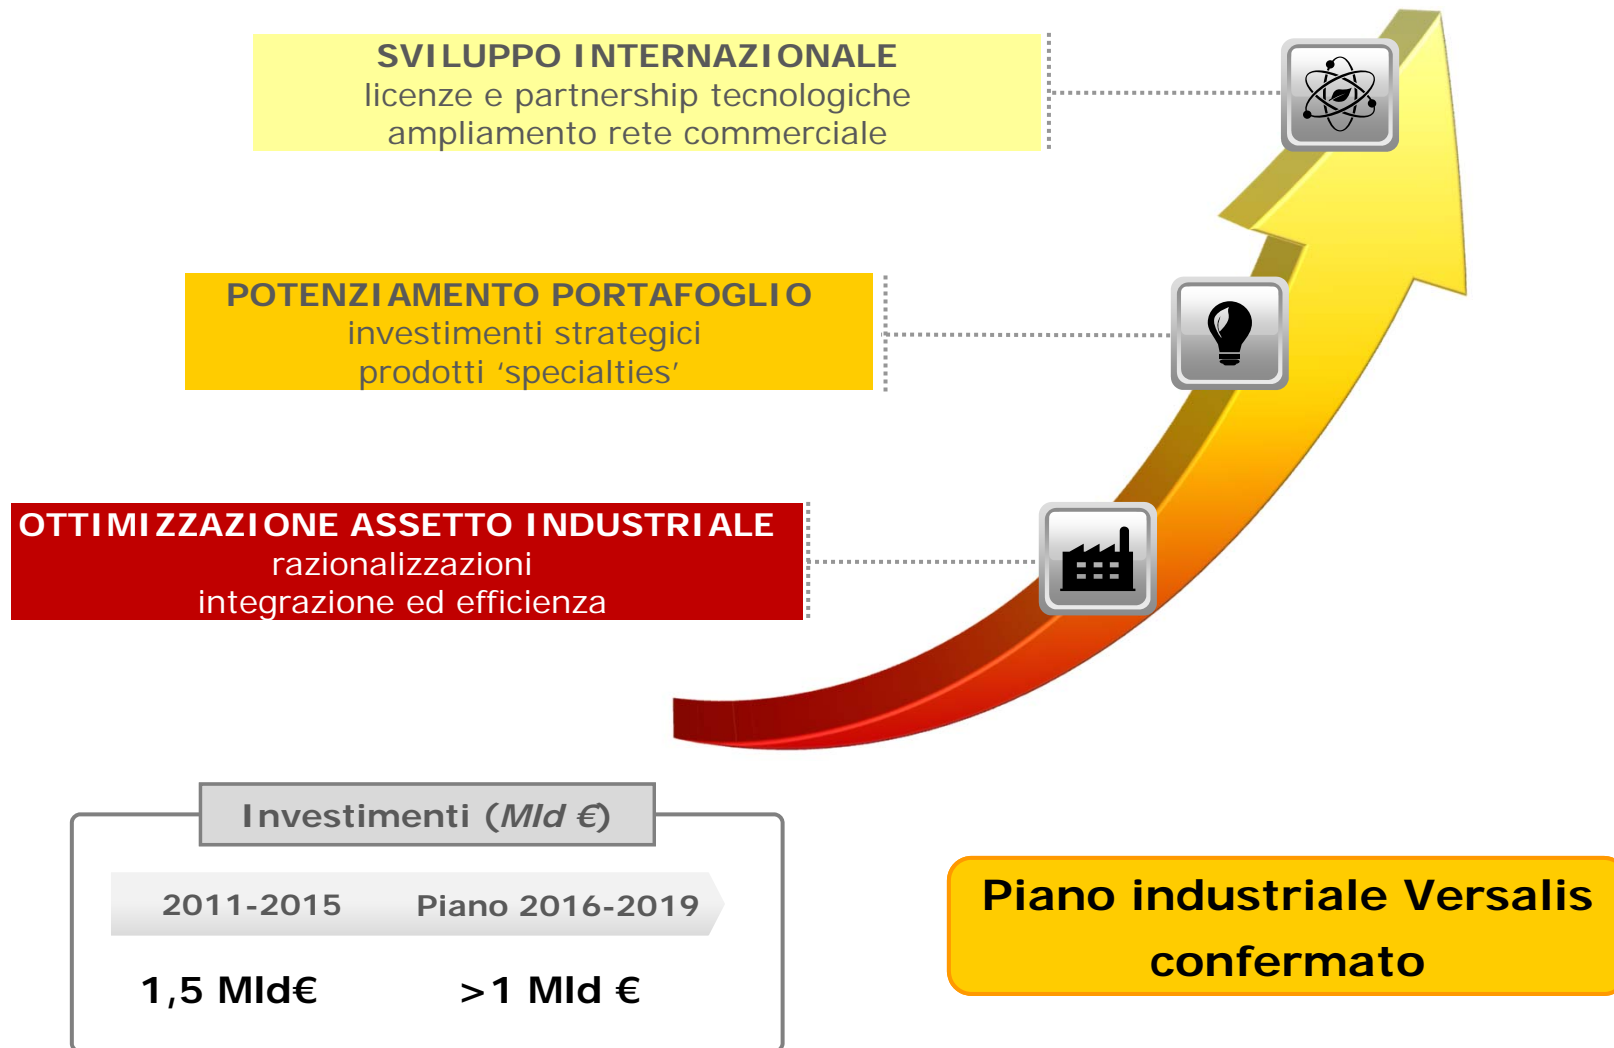 SVILUPPO INTERNAZIONALE
licenze e partnership tecnologiche
ampliamento rete commerciale
POTENZIAMENTO PORTAFOGLIO
investimenti strategici
prodotti ‘specialties’
OTTIMIZZAZIONE ASSETTO INDUSTRIALE
razionalizzazioni
integrazione ed efficienza
Investimenti (Mld €)
2011-2015 Piano 2016-2019
1,5 Mld€ >1 Mld €
Piano industriale Versalis
confermato